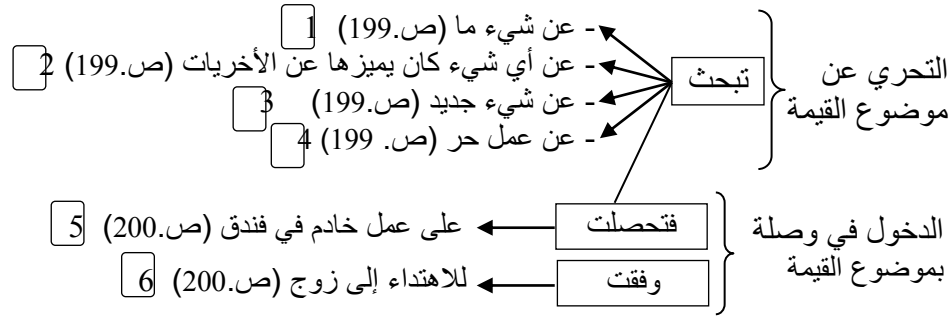 التحري عن
موضوع القيمة
تبحث
- عن شيء ما (ص.199) 1
- عن أي شيء كان يميزها عن الأخريات (ص.199) 2
- عن شيء جديد (ص.199) 3
- عن عمل حر (ص. 199) 4
الدخول في وصلة
بموضوع القيمة
فتحصلت
على عمل خادم في فندق (ص.200) 5
وفقت
للاهتداء إلى زوج (ص.200) 6